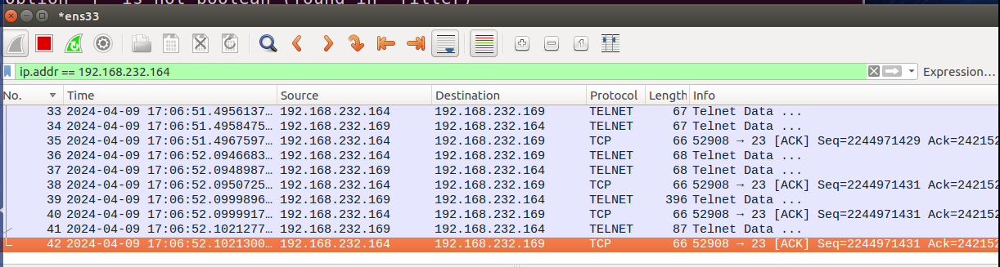 *ens33
ip.addr == 192.168.232.164 Expression…
No. Time Source Destination Protocol Length Info
33 2024-04-09 17:06:51.4956137… 192.168.232.164 192.168.232.169 TELNET 67 Telnet Data ...
34 2024-04-09 17:06:51.4958475… 192.168.232.169 192.168.232.164 TELNET 67 Telnet Data ...
35 2024-04-09 17:06:51.4967597… 192.168.232.164 192.168.232.169 TCP 66 52908 → 23 [ACK] Seq=2244971429 Ack=242152
36 2024-04-09 17:06:52.0946683… 192.168.232.164 192.168.232.169 TELNET 68 Telnet Data ...
37 2024-04-09 17:06:52.0948987… 192.168.232.169 192.168.232.164 TELNET 68 Telnet Data ...
38 2024-04-09 17:06:52.0950725… 192.168.232.164 192.168.232.169 TCP 66 52908 → 23 [ACK] Seq=2244971431 Ack=242152
39 2024-04-09 17:06:52.0999896… 192.168.232.169 192.168.232.164 TELNET 396 Telnet Data ...
40 2024-04-09 17:06:52.0999917… 192.168.232.164 192.168.232.169 TCP 66 52908 → 23 [ACK] Seq=2244971431 Ack=242152
41 2024-04-09 17:06:52.1021277… 192.168.232.169 192.168.232.164 TELNET 87 Telnet Data ...
42 2024-04-09 17:06:52.1021300… 192.168.232.164 192.168.232.169 TCP 66 52908 → 23 [ACK] Seq=2244971431 Ack=242152